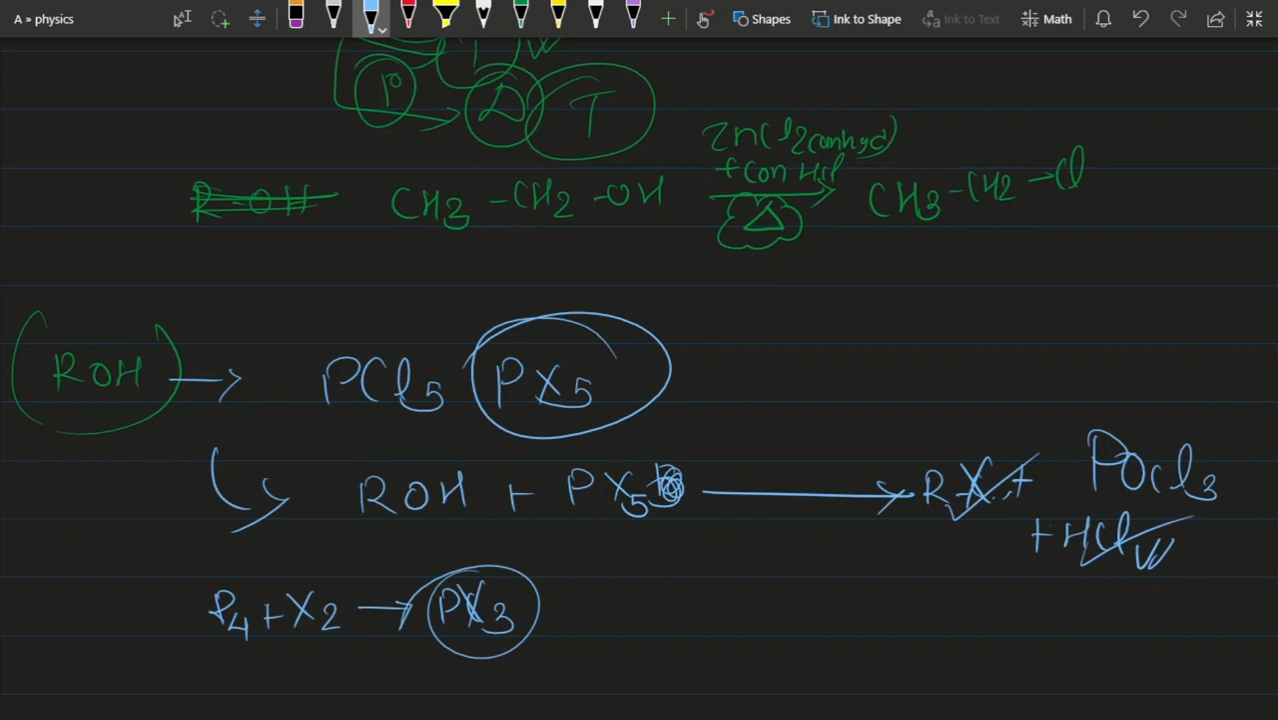 A » physics
Shapes Ink to Shape Ink to Text Math
P D T
ZnCl2(anhyd)
+ Con HCl
R-OH CH3-CH2-OH → CH3-CH2-Cl
Δ
ROH → PCl5 PX5
ROH + PX5 → R-X + POCl3
+ HCl
P4 + X2 → PX3